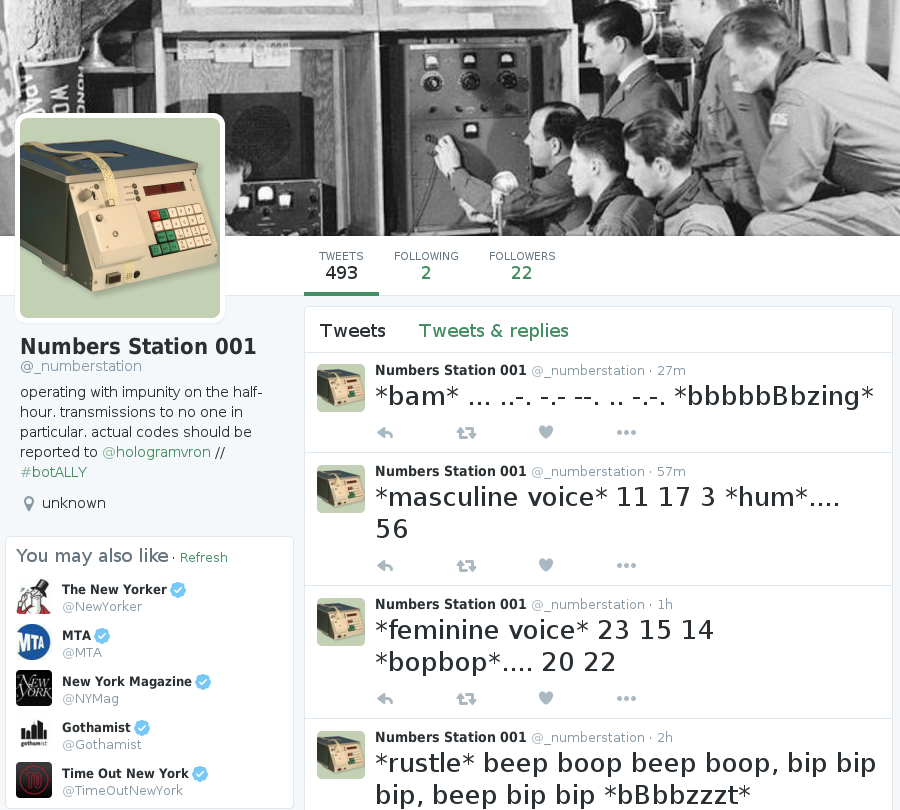 TWEETS
493
FOLLOWING
2
FOLLOWERS
22
Numbers Station 001
@_numberstation
operating with impunity on the half-
hour. transmissions to no one in
particular. actual codes should be
reported to @hologramvron //
#botALLY
unknown
You may also like · Refresh
The New Yorker
@NewYorker
MTA
MTA
@MTA
NEW YORK
New York Magazine
@NYMag
gothamist
Gothamist
@Gothamist
TO
Time Out New York
@TimeOutNewYork
Tweets
Tweets & replies
Numbers Station 001 @_numberstation · 27m
*bam* ... ..-. -.- --. .. -.-. *bbbbbBbzing*
Numbers Station 001 @_numberstation · 57m
*masculine voice* 11 17 3 *hum*....
56
Numbers Station 001 @_numberstation · 1h
*feminine voice* 23 15 14
*bopbop*.... 20 22
Numbers Station 001 @_numberstation · 2h
*rustle* beep boop beep boop, bip bip
bip, beep bip bip *bBbbzzzt*